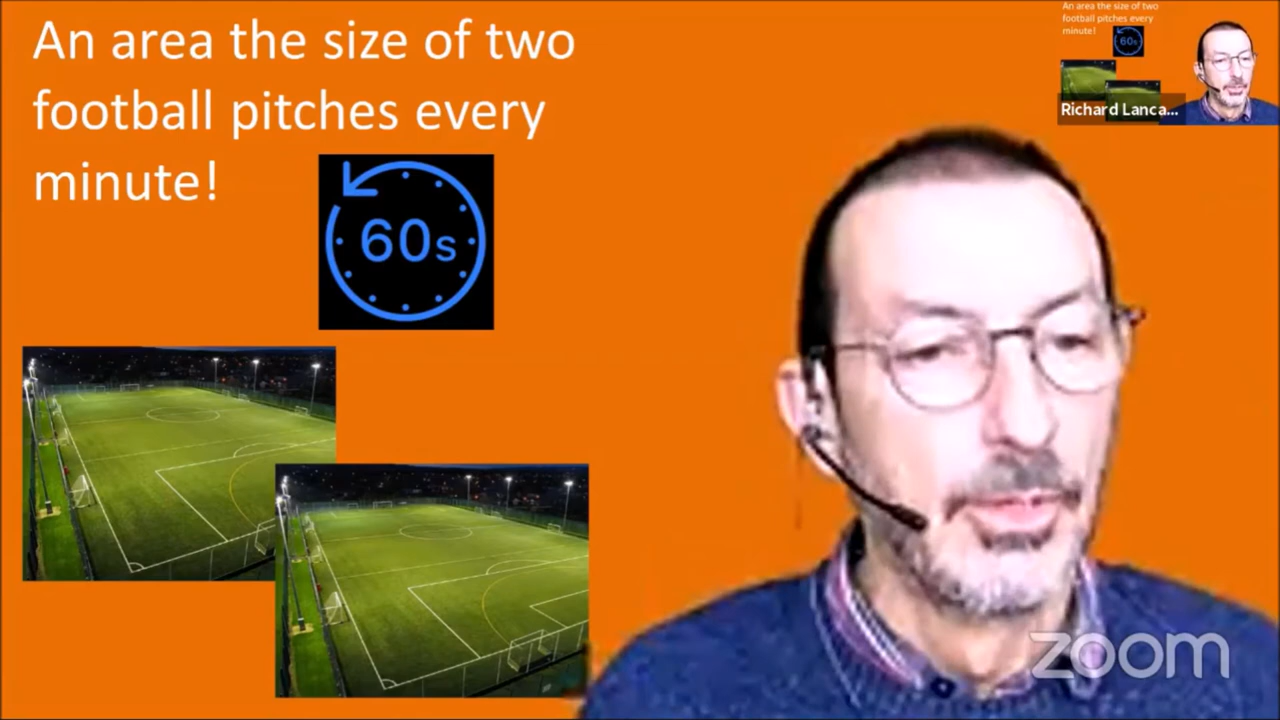 An area the size of two
football pitches every
minute!
60s
An area the size of two
football pitches every
minute!
60s
Richard Lanca...
zoom